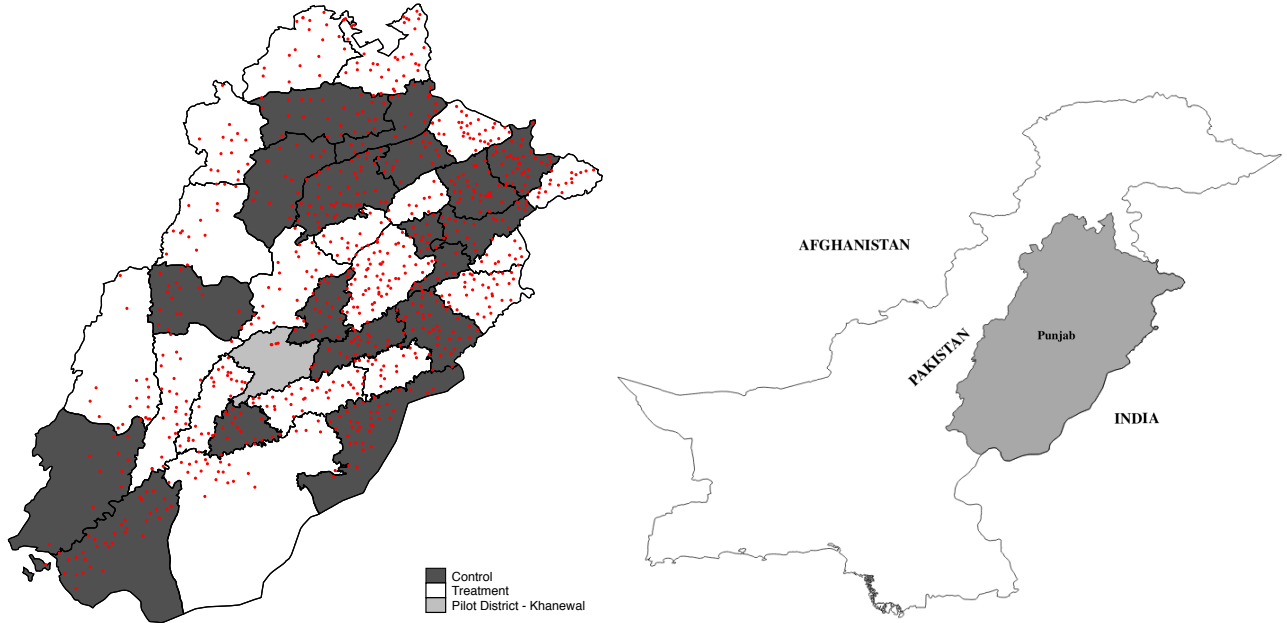 Control
Treatment
Pilot District - Khanewal
AFGHANISTAN
Punjab
PAKISTAN
INDIA